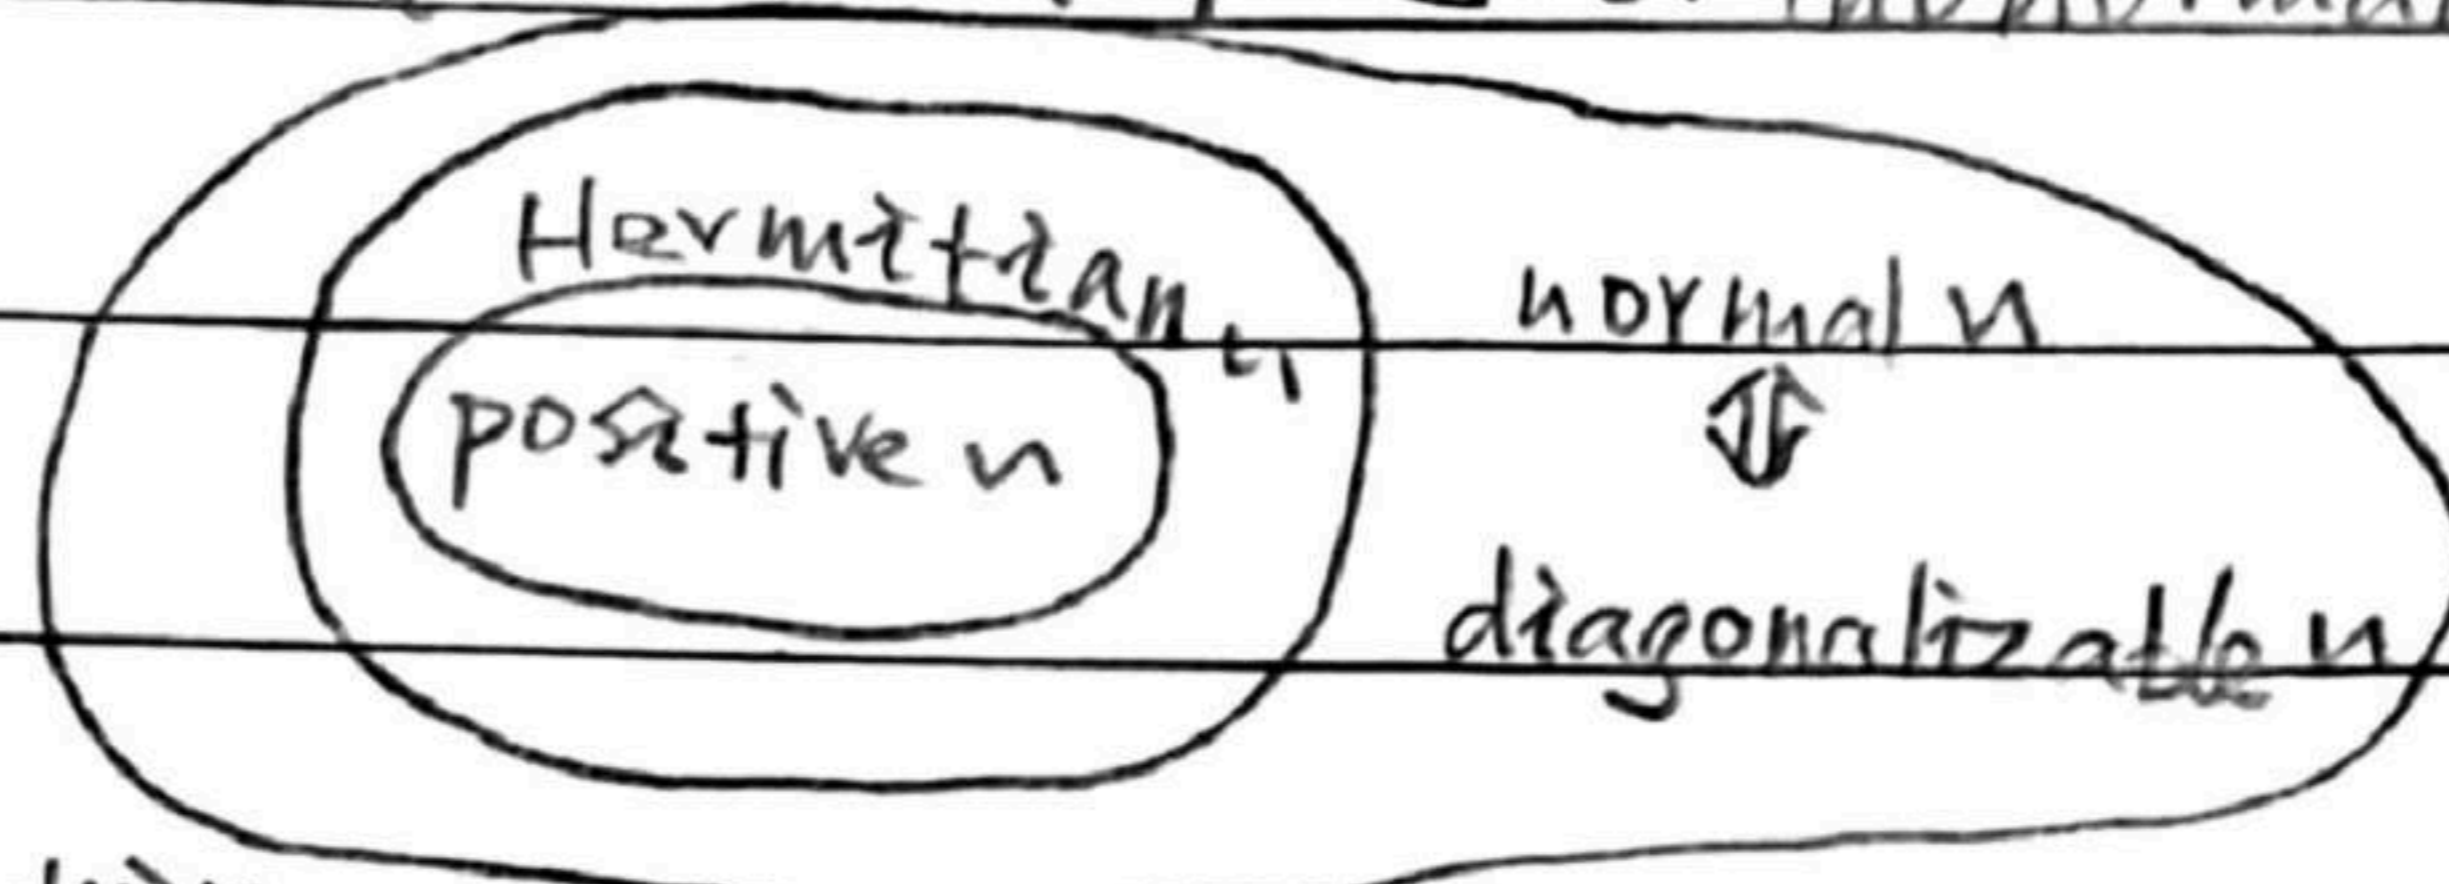 Hermitian 〃
normal 〃
positive 〃
⇕
diagonalizable 〃